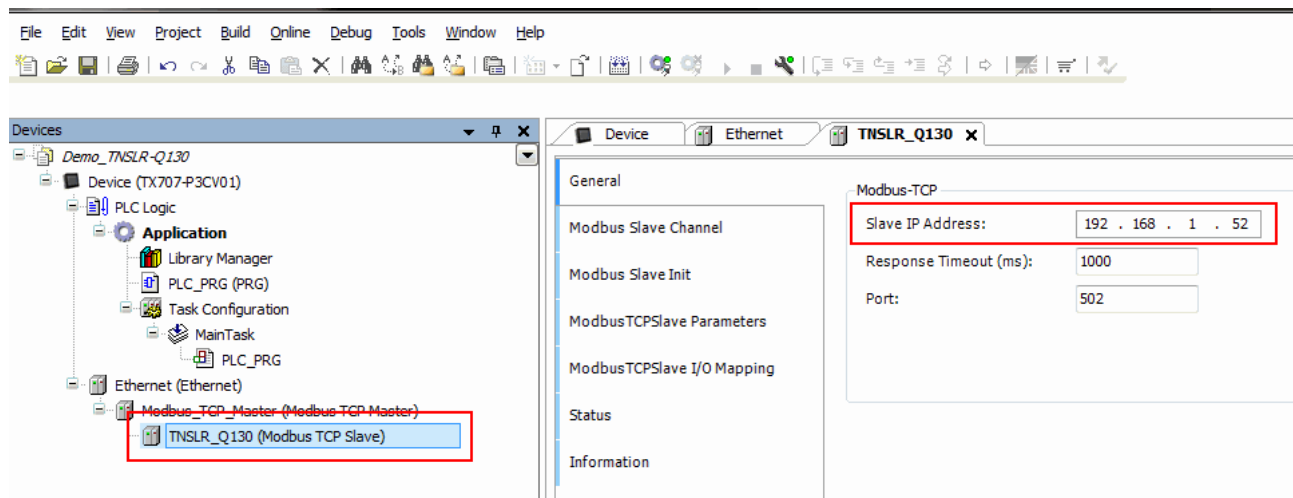 File Edit View Project Build Online Debug Tools Window Help
Devices
Demo_TNSLR-Q130
Device (TX707-P3CV01)
PLC Logic
Application
Library Manager
PLC_PRG (PRG)
Task Configuration
MainTask
PLC_PRG
Ethernet (Ethernet)
Modbus_TCP_Master (Modbus TCP Master)
TNSLR_Q130 (Modbus TCP Slave)
Device Ethernet TNSLR_Q130
General
Modbus Slave Channel
Modbus Slave Init
ModbusTCPSlave Parameters
ModbusTCPSlave I/O Mapping
Status
Information
Modbus-TCP
Slave IP Address: 192 . 168 . 1 . 52
Response Timeout (ms): 1000
Port: 502